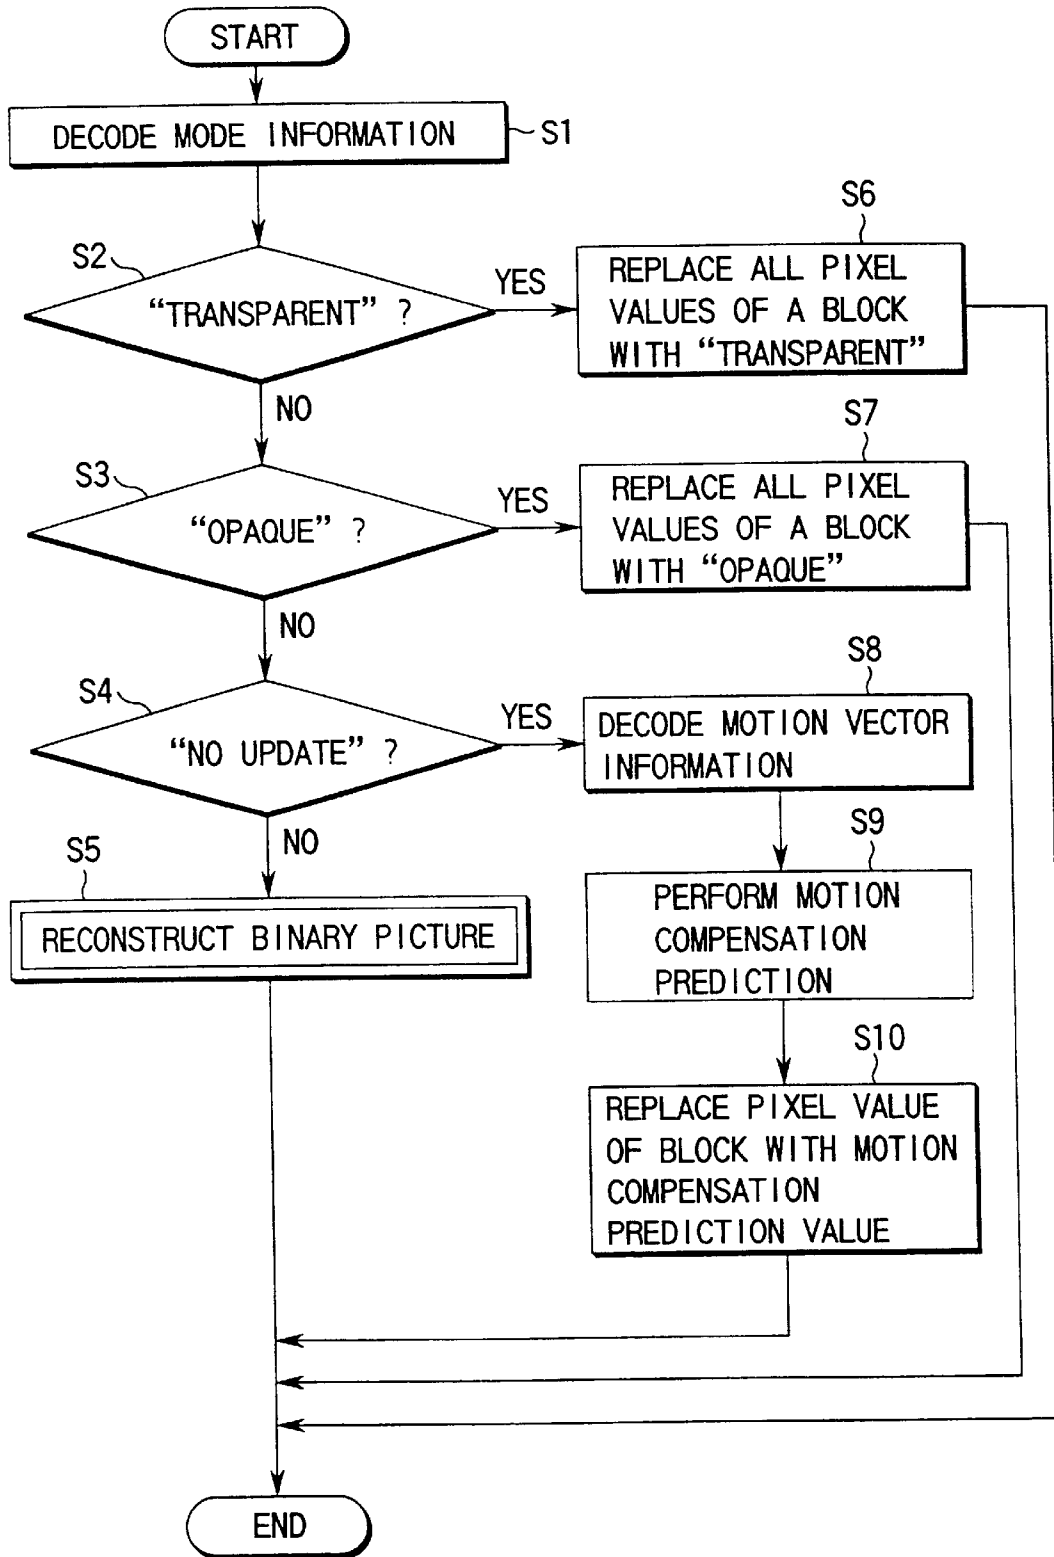 START
DECODE MODE INFORMATION
S1
S2
“TRANSPARENT” ?
YES
NO
S6
REPLACE ALL PIXEL
VALUES OF A BLOCK
WITH “TRANSPARENT”
S3
“OPAQUE” ?
YES
NO
S7
REPLACE ALL PIXEL
VALUES OF A BLOCK
WITH “OPAQUE”
S4
“NO UPDATE” ?
YES
NO
S8
DECODE MOTION VECTOR
INFORMATION
S9
PERFORM MOTION
COMPENSATION
PREDICTION
S5
RECONSTRUCT BINARY PICTURE
S10
REPLACE PIXEL VALUE
OF BLOCK WITH MOTION
COMPENSATION
PREDICTION VALUE
END